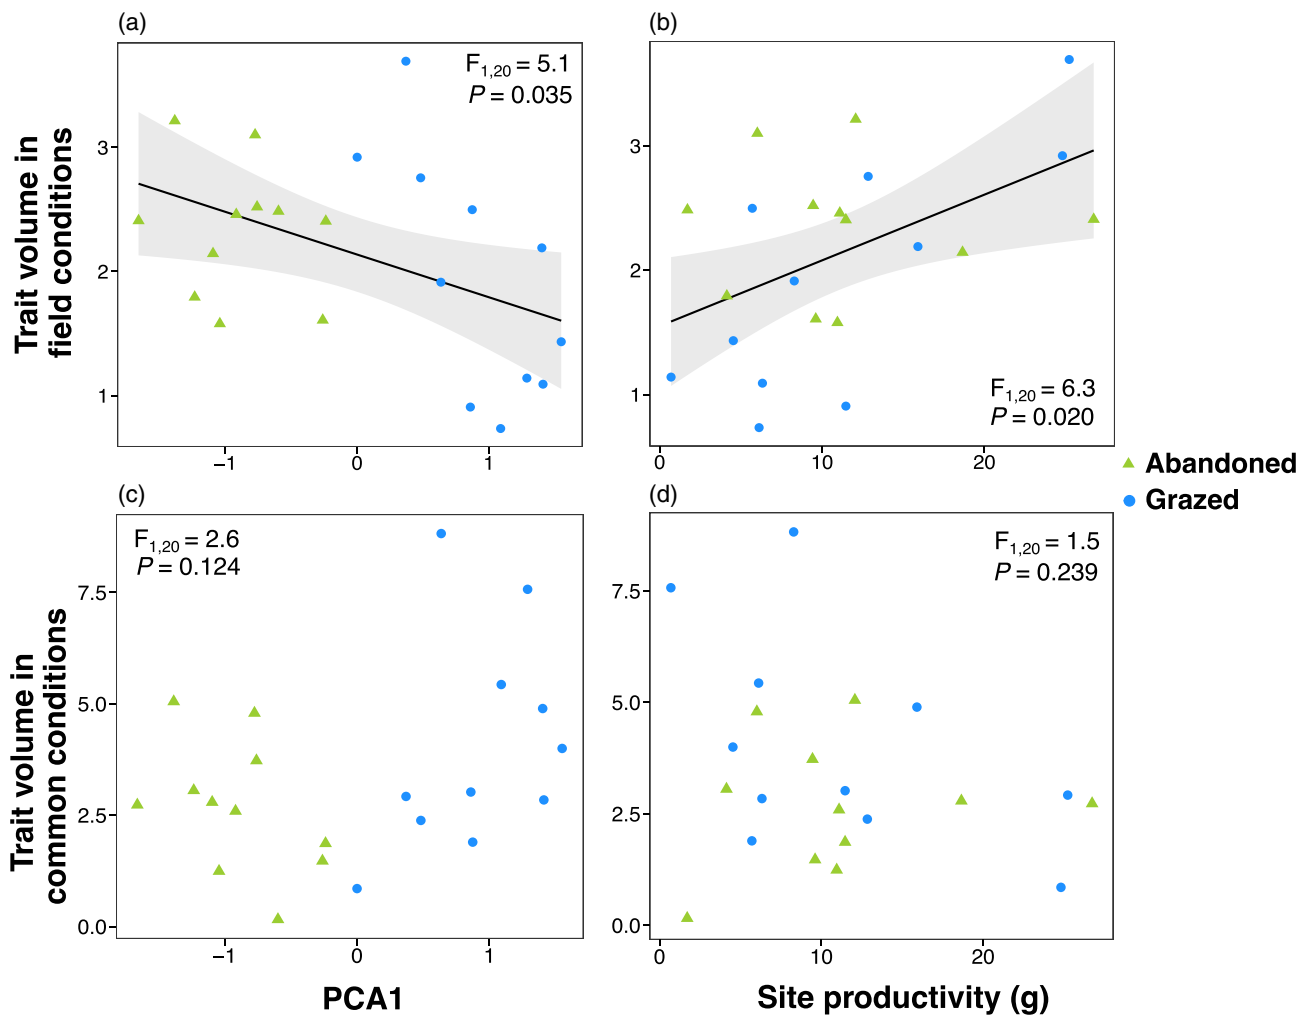 (a)
F1,20 = 5.1
P = 0.035
3
2
1
−1
0
1
Trait volume in
field conditions
(b)
3
2
1
F1,20 = 6.3
P = 0.020
0
10
20
Abandoned
Grazed
(c)
F1,20 = 2.6
P = 0.124
7.5
5.0
2.5
0.0
−1
0
1
Trait volume in
common conditions
PCA1
(d)
F1,20 = 1.5
P = 0.239
7.5
5.0
2.5
0.0
0
10
20
Site productivity (g)